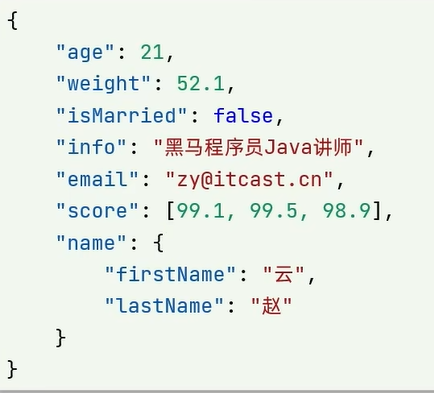 {
    "age": 21,
    "weight": 52.1,
    "isMarried": false,
    "info": "黑马程序员Java讲师",
    "email": "zy@itcast.cn",
    "score": [99.1, 99.5, 98.9],
    "name": {
        "firstName": "云",
        "lastName": "赵"
    }
}